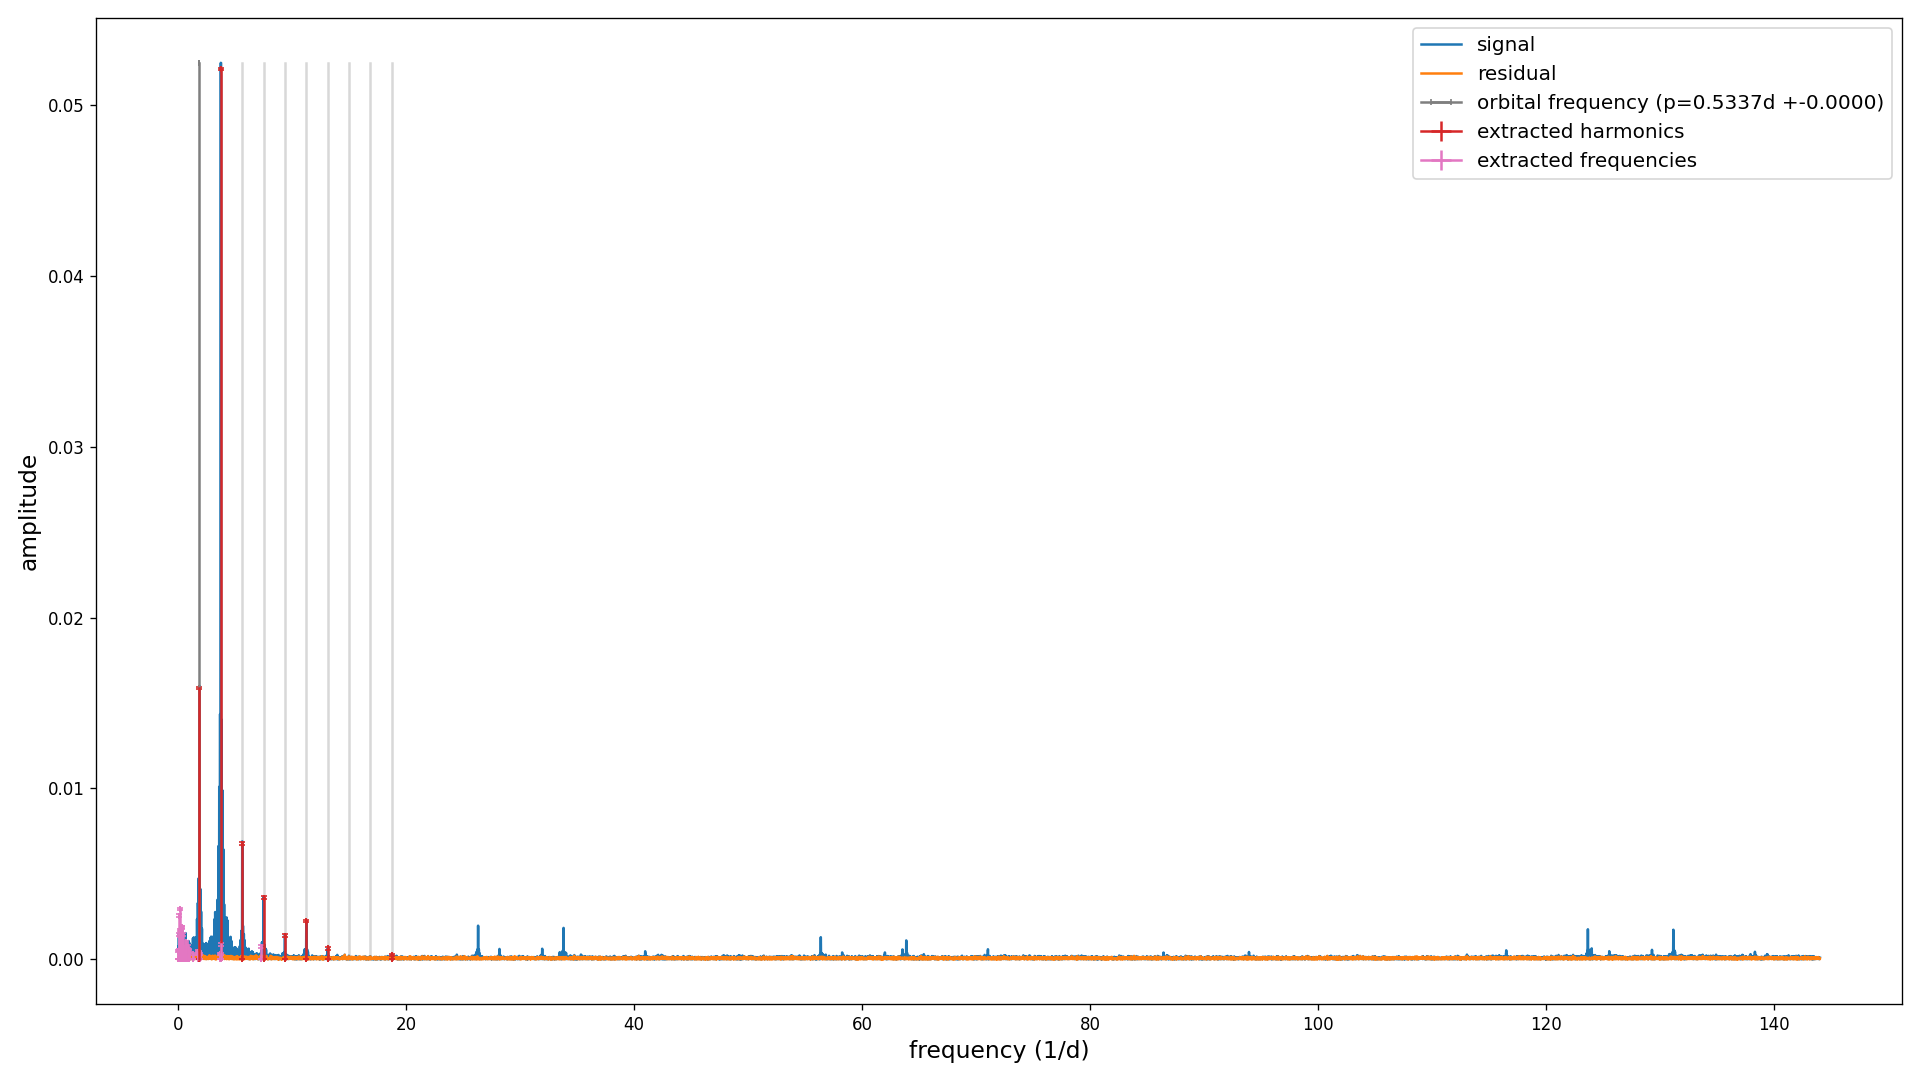 signal
residual
orbital frequency (p=0.5337d +-0.0000)
extracted harmonics
extracted frequencies
0.05
0.04
0.03
0.02
0.01
0.00
amplitude
0 20 40 60 80 100 120 140
frequency (1/d)